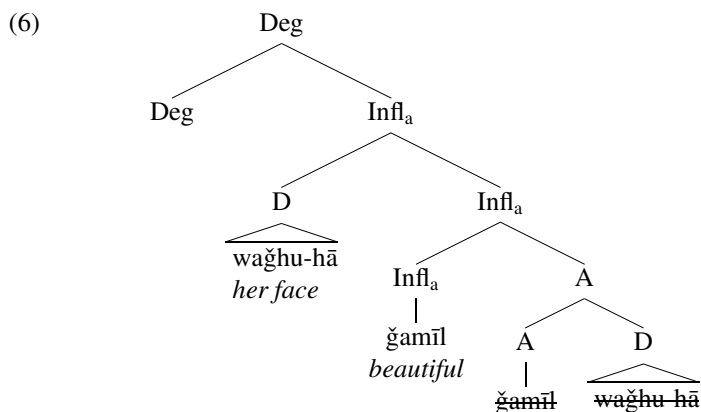 (6) Deg
Deg Inflₐ
D Inflₐ
waǧhu-hā Inflₐ A
her face
ǧamīl A D
beautiful
ǧamīl waǧhu-hā